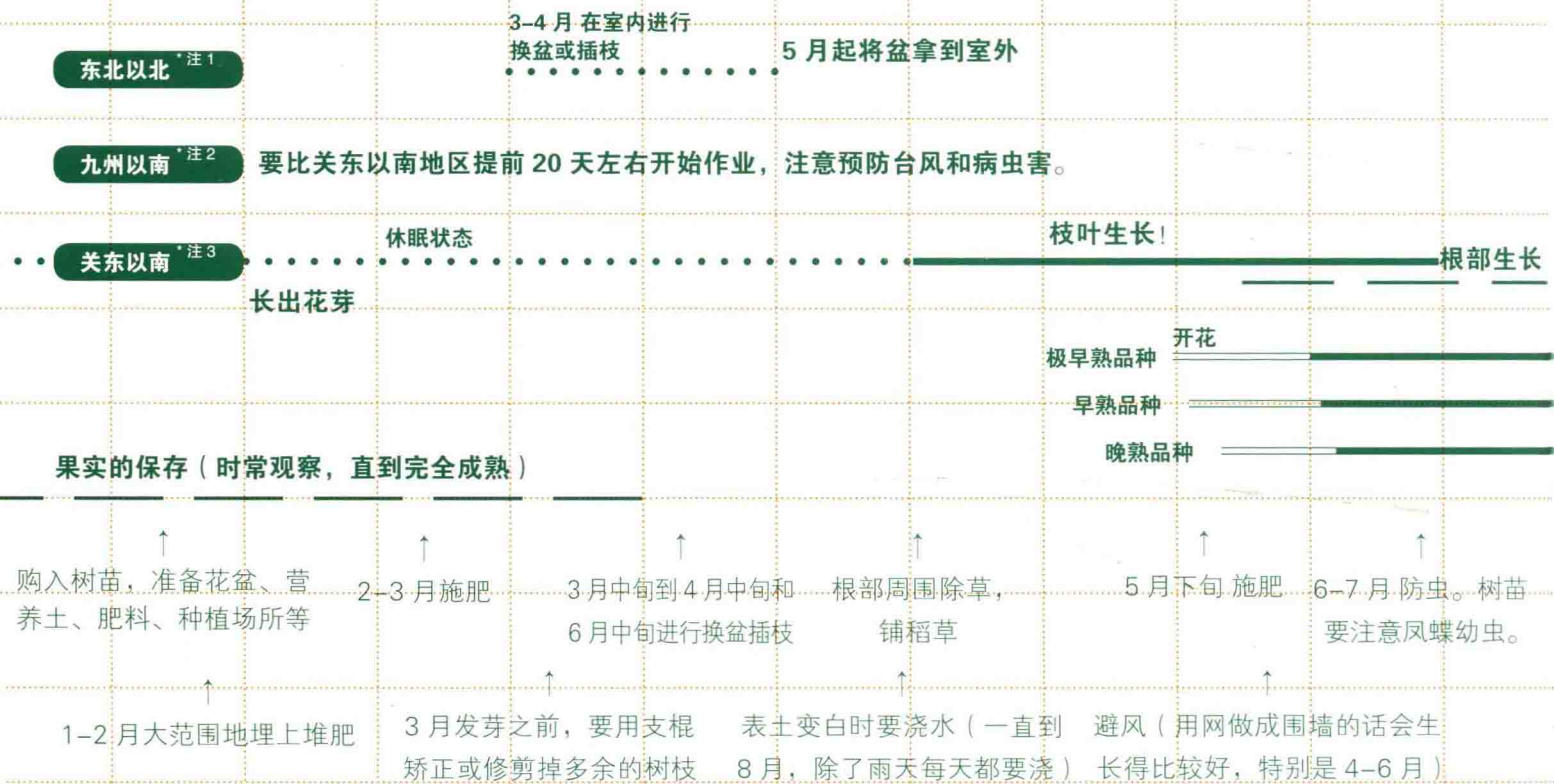 3–4 月 在室内进行
换盆或插枝
5 月起将盆拿到室外
东北以北 *注 1
九州以南 *注 2
要比关东以南地区提前 20 天左右开始作业，注意预防台风和病虫害。
休眠状态
枝叶生长！
关东以南 *注 3
根部生长
长出花芽
开花
极早熟品种
早熟品种
晚熟品种
果实的保存（时常观察，直到完全成熟）
↑ ↑ ↑ ↑ ↑ ↑
购入树苗，准备花盆、营
养土、肥料、种植场所等
2–3 月施肥
3 月中旬到 4 月中旬和
6 月中旬进行换盆插枝
根部周围除草，
铺稻草
5 月下旬 施肥
6–7 月 防虫。树苗
要注意凤蝶幼虫。
↑ ↑ ↑ ↑
1–2 月大范围地埋上堆肥
3 月发芽之前，要用支棍
矫正或修剪掉多余的树枝
表土变白时要浇水（一直到
8 月，除了雨天每天都要浇）
避风（用网做成围墙的话会生
长得比较好，特别是 4–6 月）